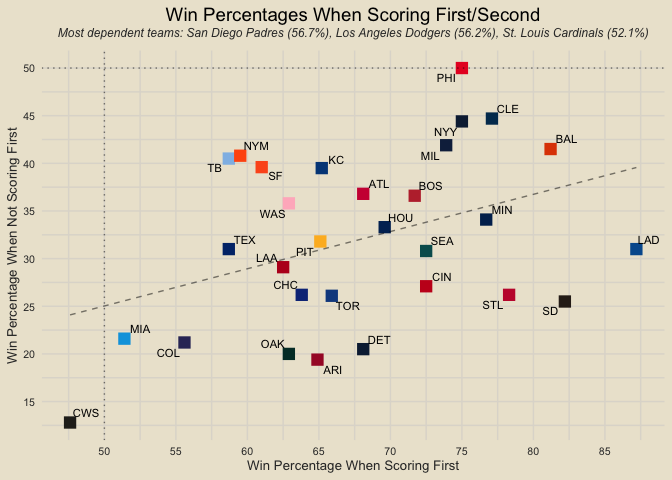 Win Percentages When Scoring First/Second
Most dependent teams: San Diego Padres (56.7%), Los Angeles Dodgers (56.2%), St. Louis Cardinals (52.1%)
Win Percentage When Not Scoring First
50
45
40
35
30
25
20
15
PHI
CLE
NYY
MIL
BAL
NYM
TB
SF
KC
ATL
BOS
WAS
MIN
HOU
TEX
PIT
SEA
LAD
LAA
CIN
CHC
TOR
STL
SD
MIA
COL
OAK
DET
ARI
CWS
50
55
60
65
70
75
80
85
Win Percentage When Scoring First